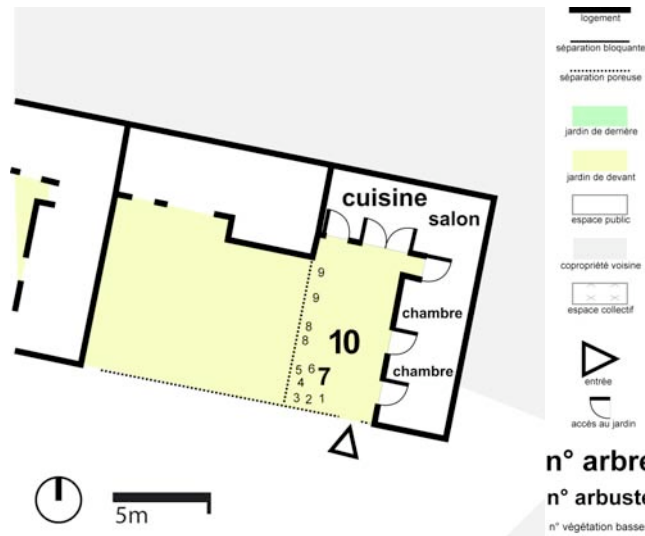 cuisine
salon
chambre
chambre
9
9
8
8
10
5 6 7
4
3 2 1
5m
logement
séparation bloquante
séparation poreuse
jardin de derrière
jardin de devant
espace public
copropriété voisine
espace collectif
entrée
accès au jardin
n° arbre
n° arbuste
n° végétation basse